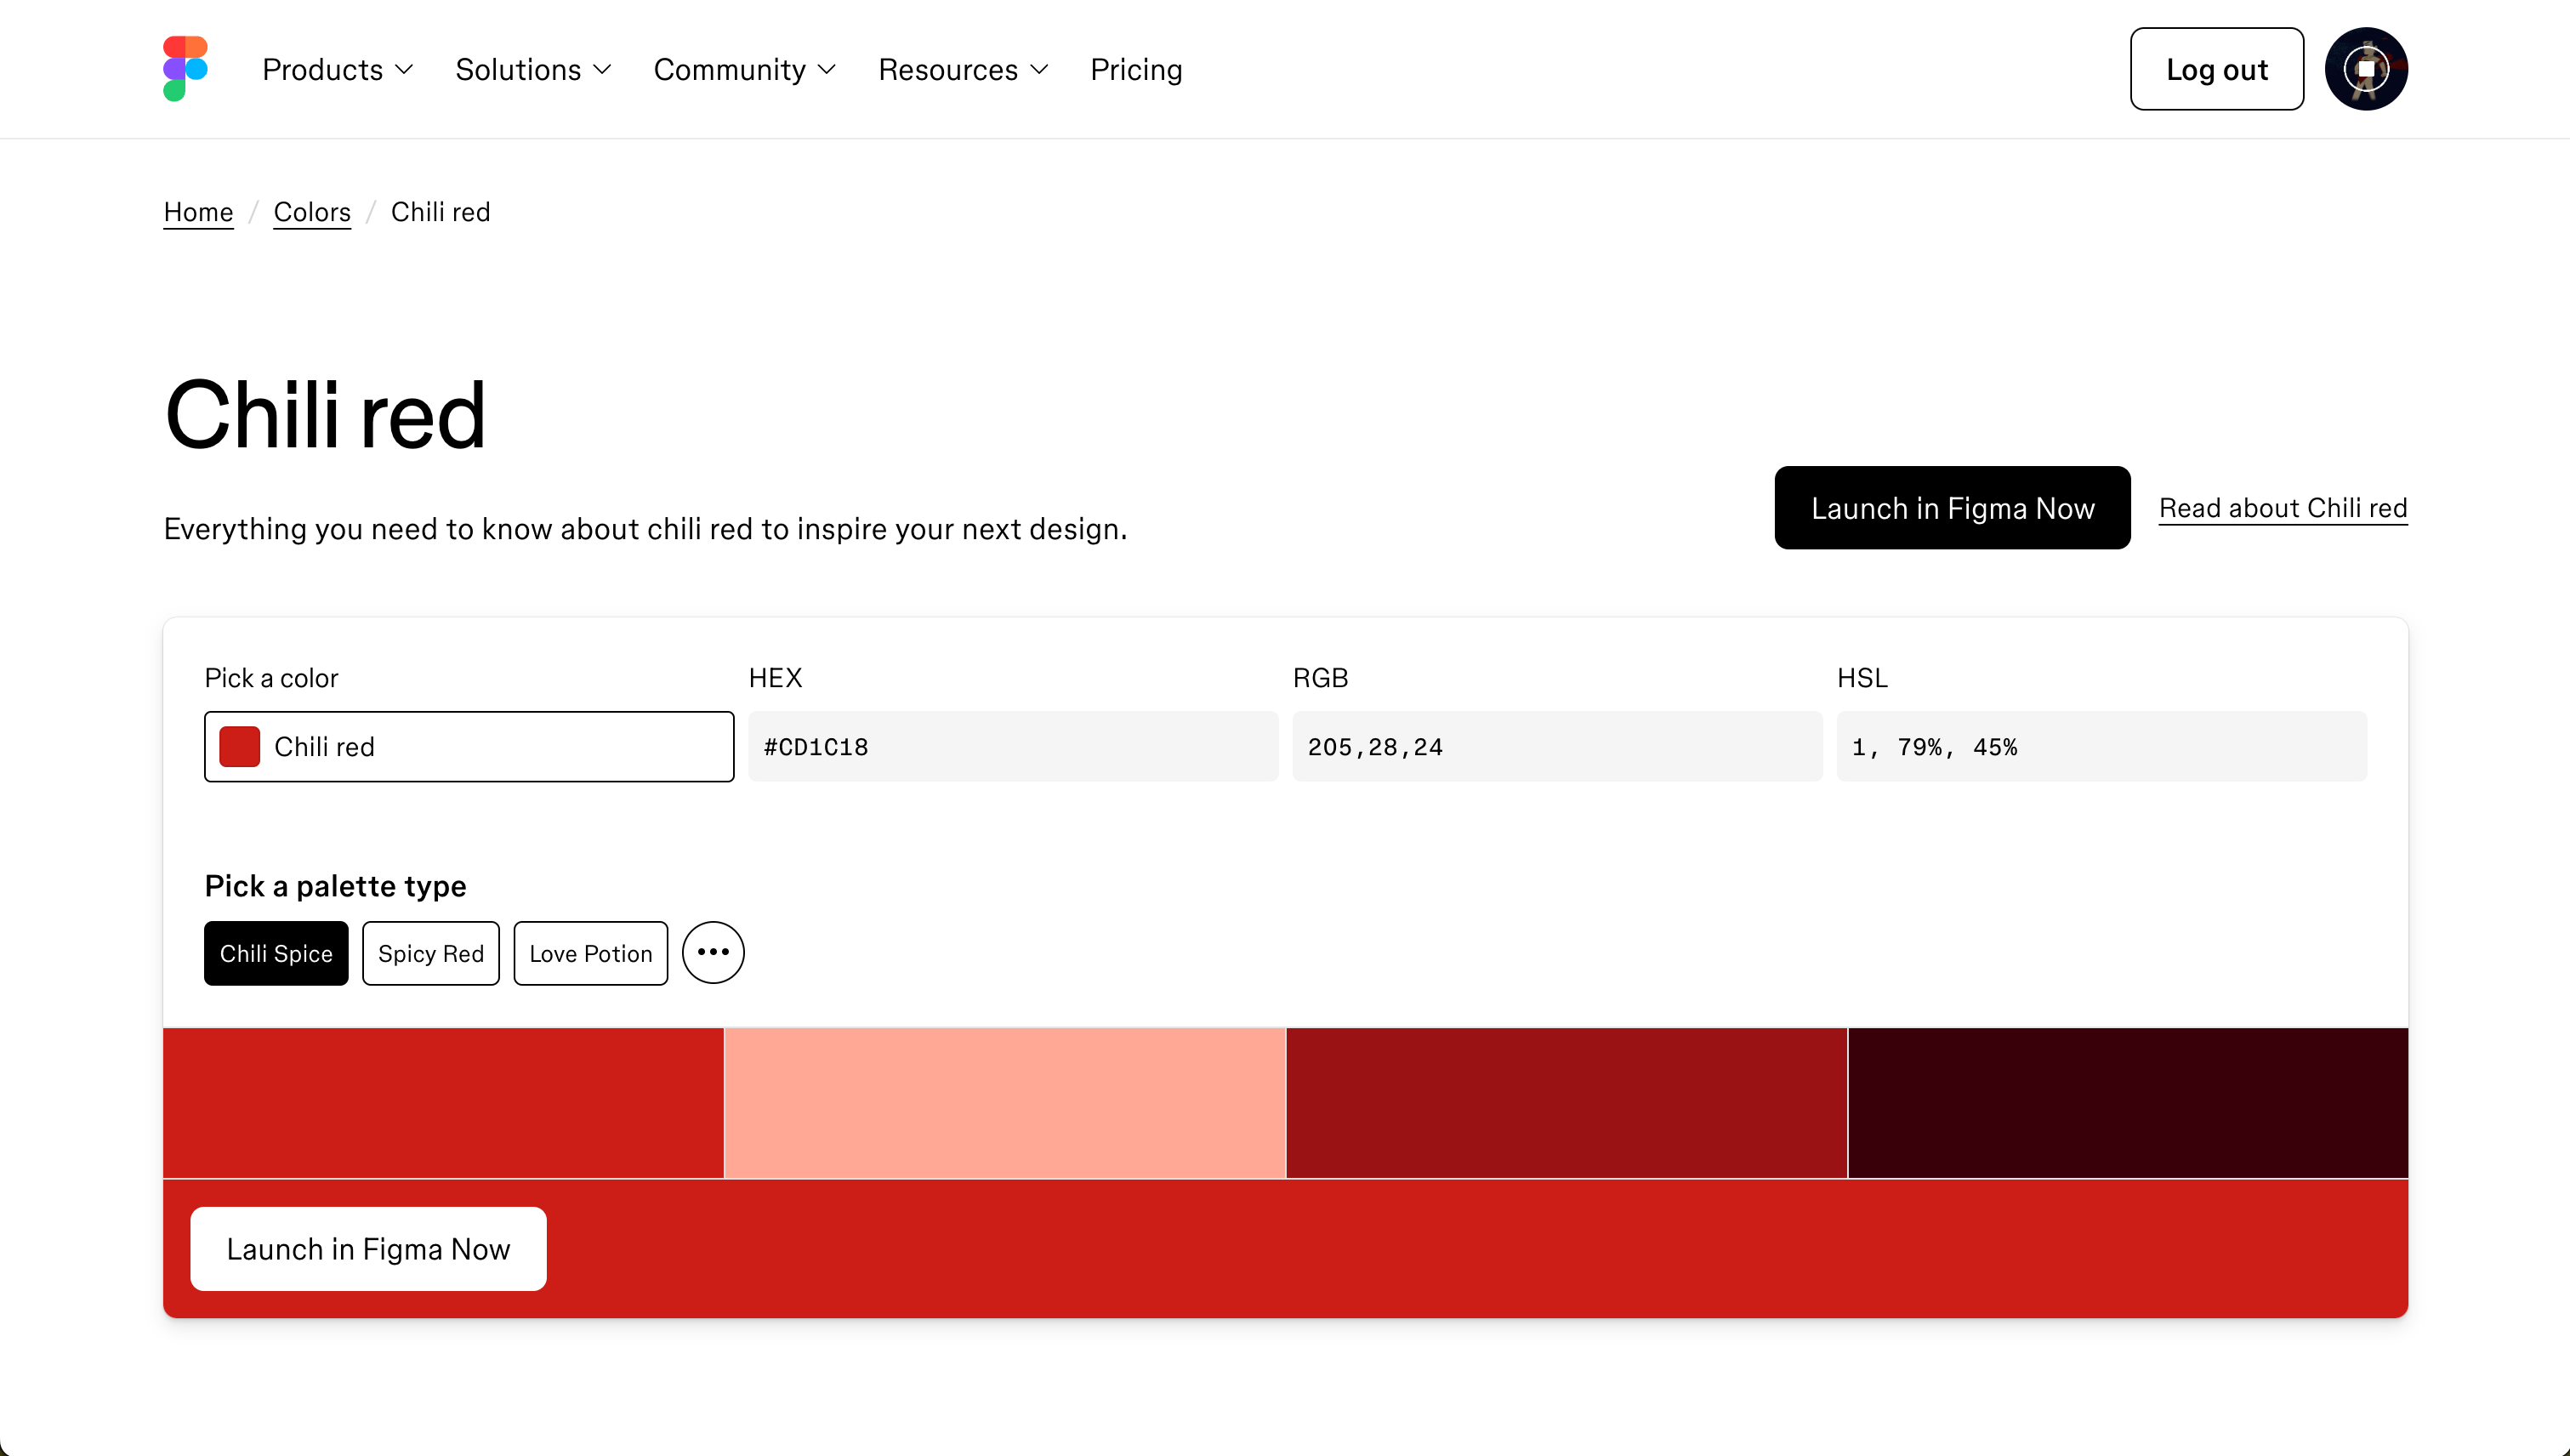 Products
Solutions
Community
Resources
Pricing
Log out
Home / Colors / Chili red
Chili red
Everything you need to know about chili red to inspire your next design.
Launch in Figma Now
Read about Chili red
Pick a color
HEX
RGB
HSL
Chili red
#CD1C18
205,28,24
1, 79%, 45%
Pick a palette type
Chili Spice
Spicy Red
Love Potion
Launch in Figma Now